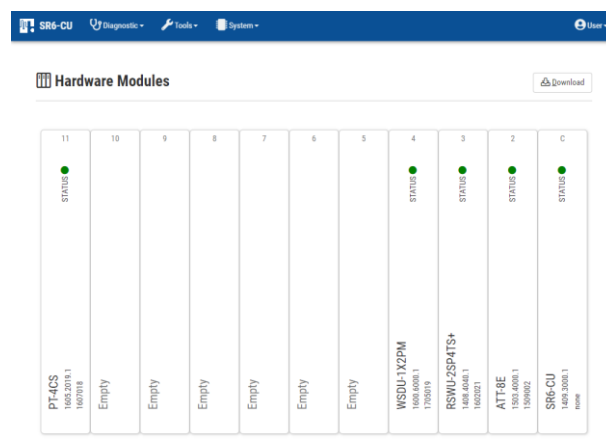 SR6-CU Diagnostic Tools System User
Hardware Modules
Download
11
STATUS
PT-4CS
1605.2019.1
1607018
10
Empty
9
Empty
8
Empty
7
Empty
6
Empty
5
Empty
4
STATUS
WSDU-1X2PM
1600.6000.1
1705019
3
STATUS
RSWU-2SP4TS+
1408.4040.1
1602021
2
STATUS
ATT-8E
1503.4000.1
1509002
C
STATUS
SR6-CU
1409.3000.1
none